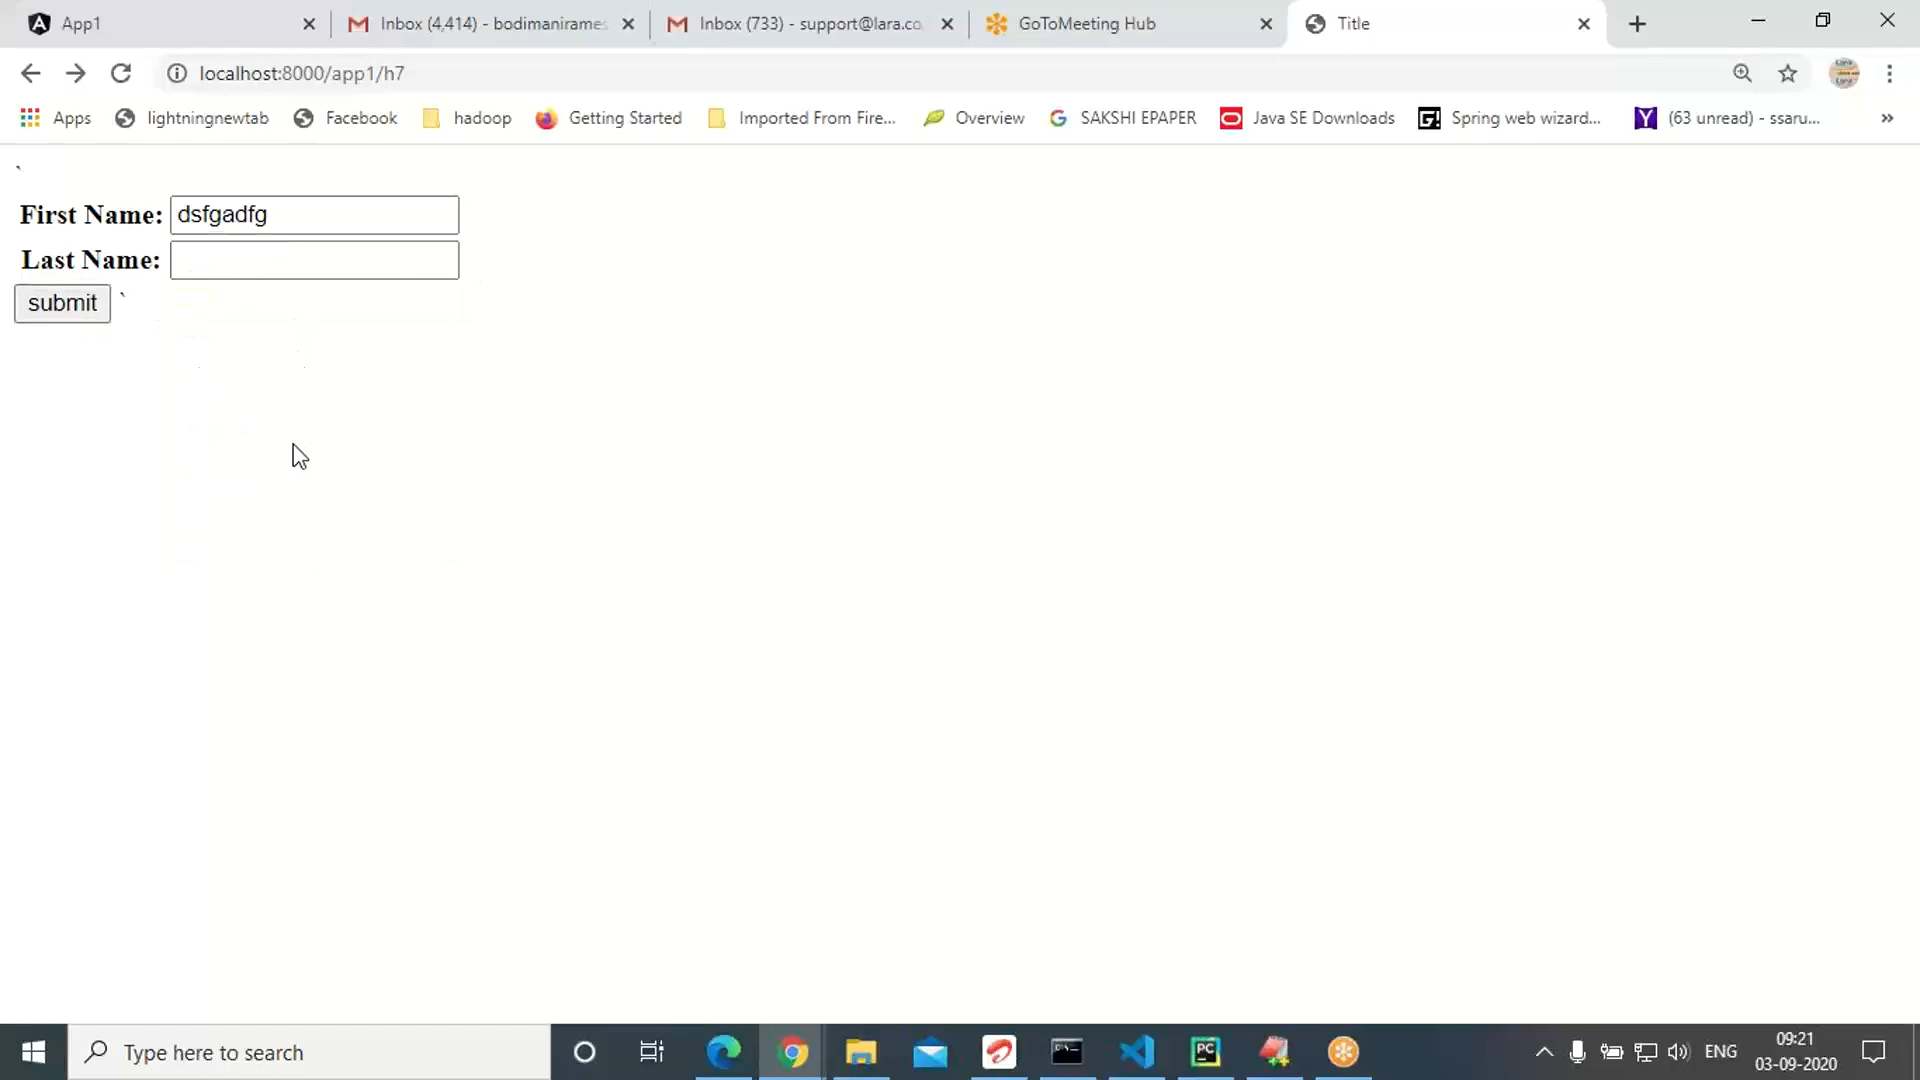 App1
Inbox (4,414) - bodimanirames
Inbox (733) - support@lara.co
GoToMeeting Hub
Title
localhost:8000/app1/h7
Apps
lightningnewtab
Facebook
hadoop
Getting Started
Imported From Fire...
Overview
SAKSHI EPAPER
Java SE Downloads
Spring web wizard...
(63 unread) - ssaru...
»
`
First Name: dsfgadfg
Last Name:
submit `
Type here to search
ENG
09:21
03-09-2020